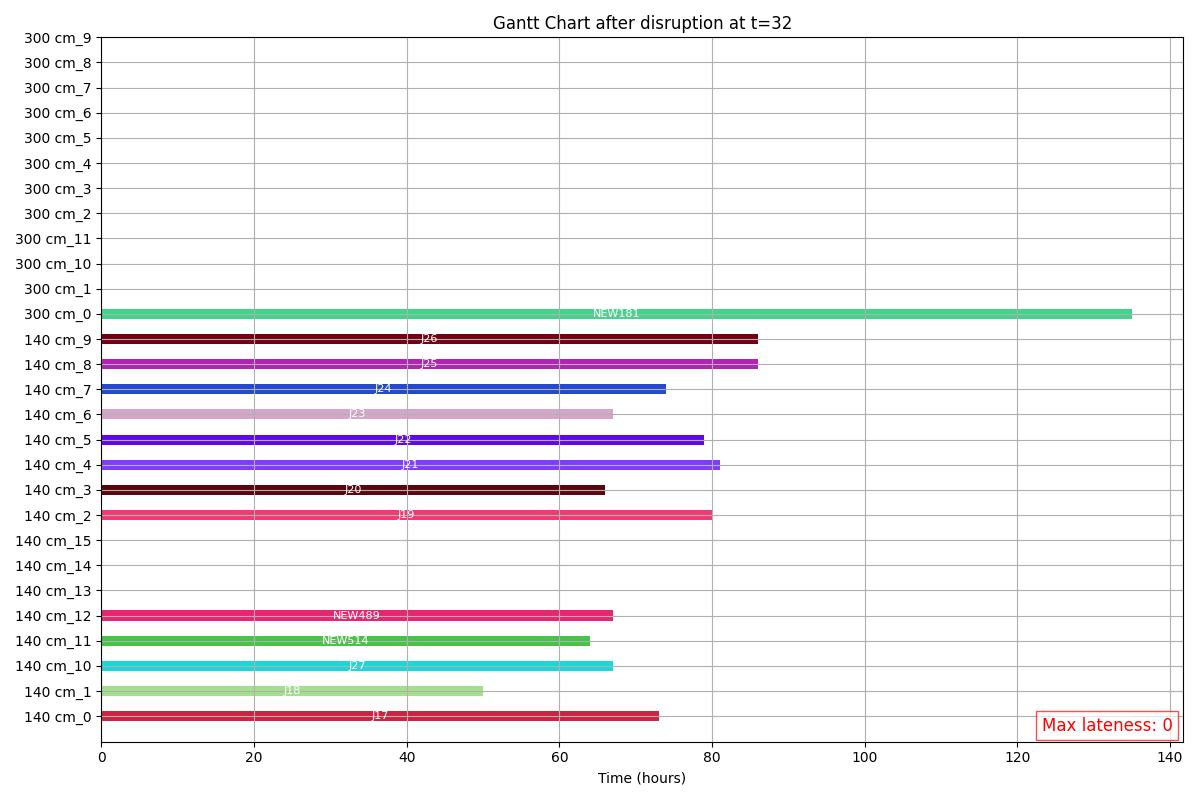 Gantt Chart after disruption at t=32
300 cm_9
300 cm_8
300 cm_7
300 cm_6
300 cm_5
300 cm_4
300 cm_3
300 cm_2
300 cm_11
300 cm_10
300 cm_1
300 cm_0 NEW181
140 cm_9 J26
140 cm_8 J25
140 cm_7 J24
140 cm_6 J23
140 cm_5 J22
140 cm_4 J21
140 cm_3 J20
140 cm_2 J19
140 cm_15
140 cm_14
140 cm_13
140 cm_12 NEW489
140 cm_11 NEW514
140 cm_10 J27
140 cm_1 J18
140 cm_0 J17
Max lateness: 0
0 20 40 60 80 100 120 140
Time (hours)